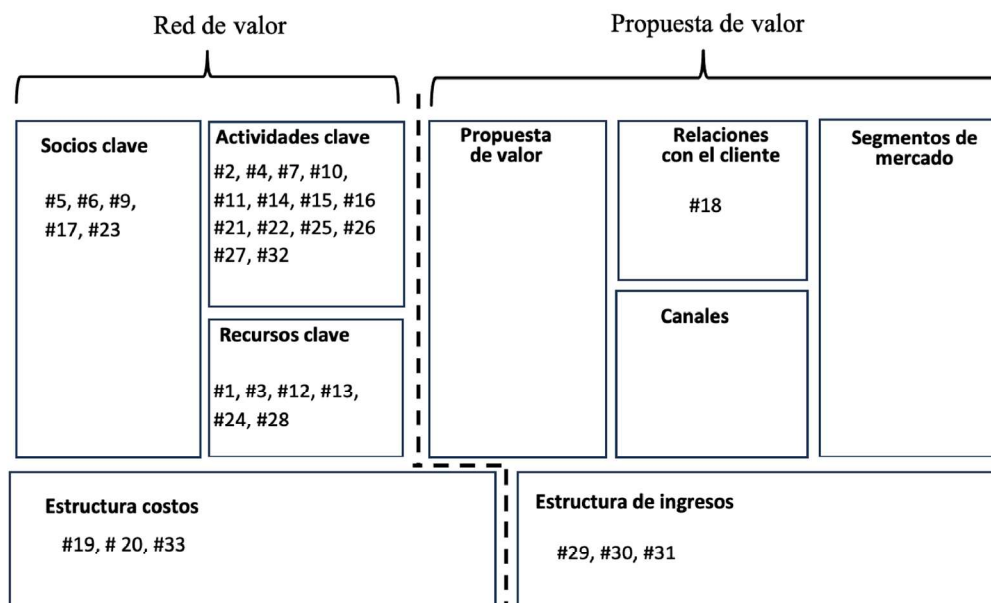 Red de valor
Propuesta de valor
Socios clave
#5, #6, #9,
#17, #23
Actividades clave
#2, #4, #7, #10,
#11, #14, #15, #16
#21, #22, #25, #26
#27, #32
Recursos clave
#1, #3, #12, #13,
#24, #28
Propuesta
de valor
Relaciones
con el cliente
#18
Canales
Segmentos de
mercado
Estructura costos
#19, # 20, #33
Estructura de ingresos
#29, #30, #31